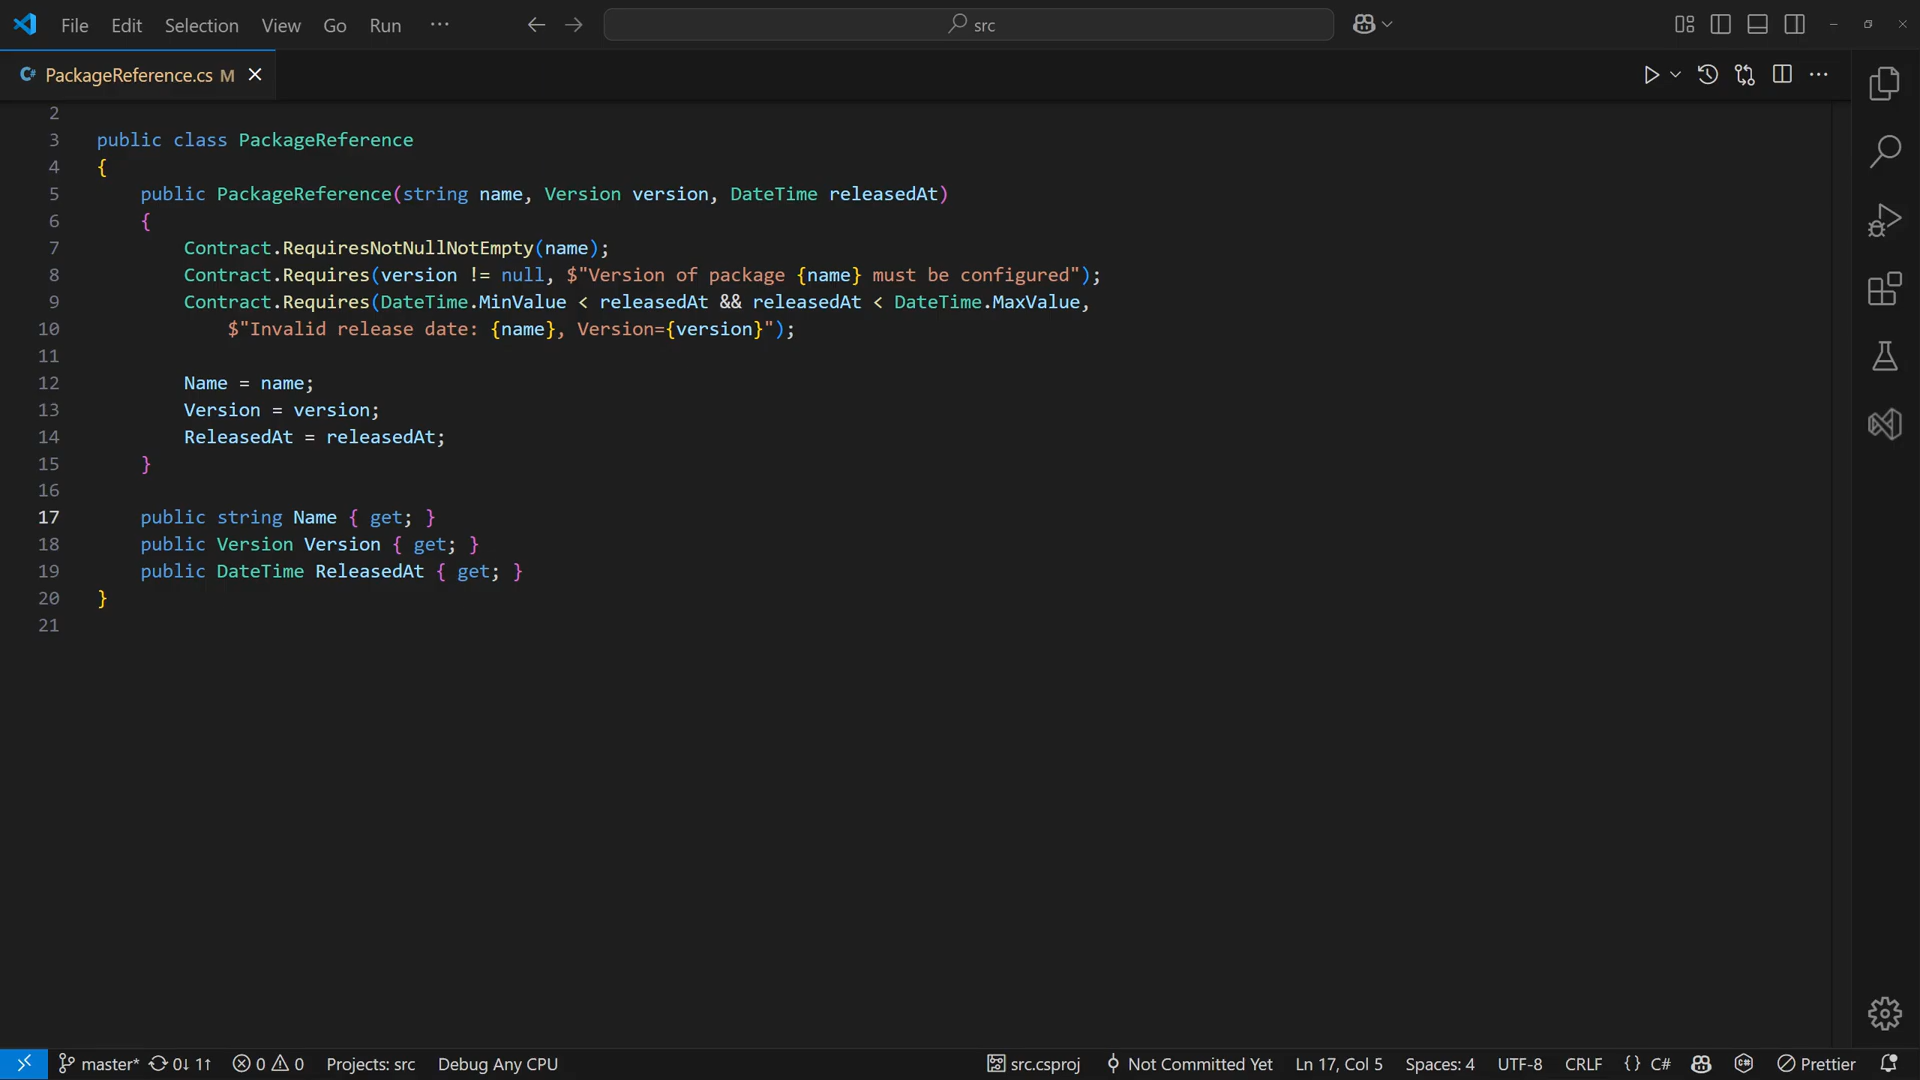 File Edit Selection View Go Run ··· src
C# PackageReference.cs M
2
3 public class PackageReference
4 {
5     public PackageReference(string name, Version version, DateTime releasedAt)
6     {
7         Contract.RequiresNotNullNotEmpty(name);
8         Contract.Requires(version != null, $"Version of package {name} must be configured");
9         Contract.Requires(DateTime.MinValue < releasedAt && releasedAt < DateTime.MaxValue,
10             $"Invalid release date: {name}, Version={version}");
11
12         Name = name;
13         Version = version;
14         ReleasedAt = releasedAt;
15     }
16
17     public string Name { get; }
18     public Version Version { get; }
19     public DateTime ReleasedAt { get; }
20 }
21
master* 0↓ 1↑ 0 0 Projects: src Debug Any CPU src.csproj Not Committed Yet Ln 17, Col 5 Spaces: 4 UTF-8 CRLF {} C# Prettier